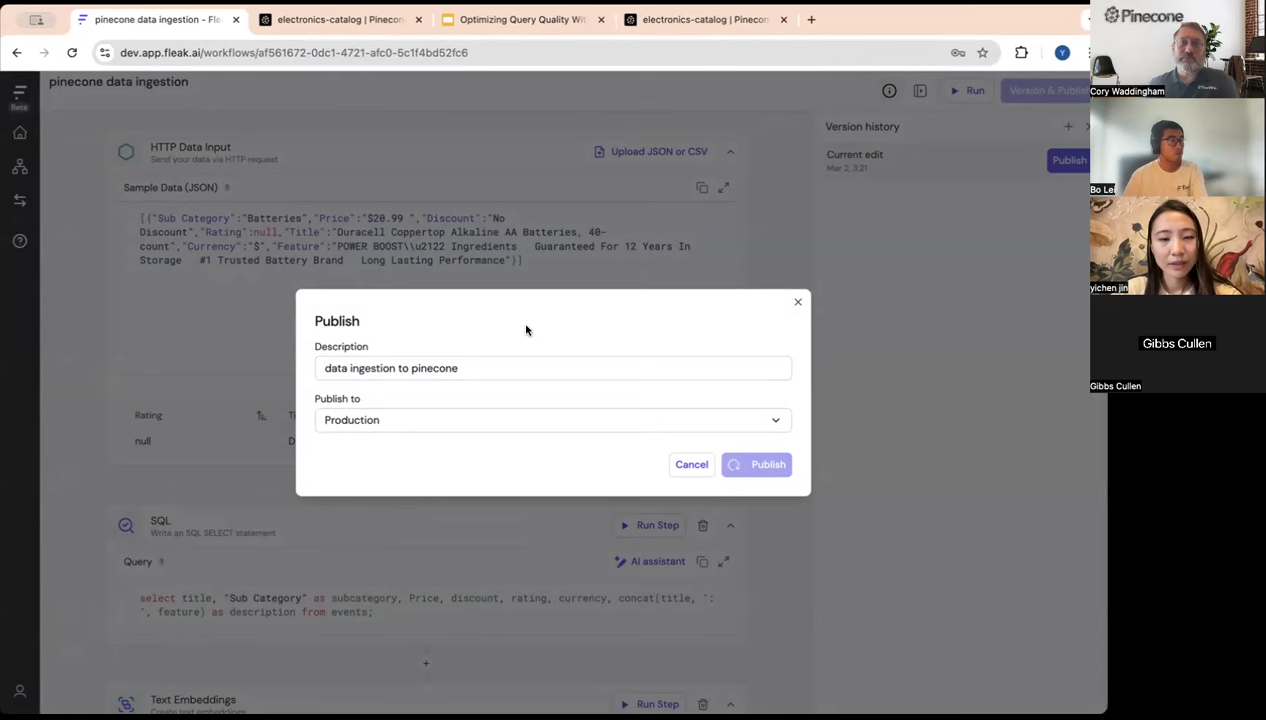 pinecone data ingestion - Fle
electronics-catalog | Pinecon
Optimizing Query Quality Wit
electronics-catalog | Pinecone
dev.app.fleak.ai/workflows/af561672-0dc1-4721-afc0-5c1f4bd52fc6
Y
Beta
pinecone data ingestion
Run
Version & Publish
HTTP Data Input
Send your data via HTTP request
Upload JSON or CSV
Sample Data (JSON)
[{"Sub Category":"Batteries","Price":"$20.99 ","Discount":"No
Discount","Rating":null,"Title":"Duracell Coppertop Alkaline AA Batteries, 40-
count","Currency":"$","Feature":"POWER BOOST\\u2122 Ingredients Guaranteed For 12 Years In
Storage #1 Trusted Battery Brand Long Lasting Performance"}]
Version history
Current edit
Mar 2, 3:21
Publish
Publish
Description
data ingestion to pinecone
Publish to
Production
Cancel
Publish
Rating
null
SQL
Write an SQL SELECT statement
Run Step
Query
AI assistant
select title, "Sub Category" as subcategory, Price, discount, rating, currency, concat(title, ':
', feature) as description from events;
Text Embeddings
Create text embeddings
Run Step
Pinecone
Cory Waddingham
Bo Lei
yichen jin
Gibbs Cullen
Gibbs Cullen